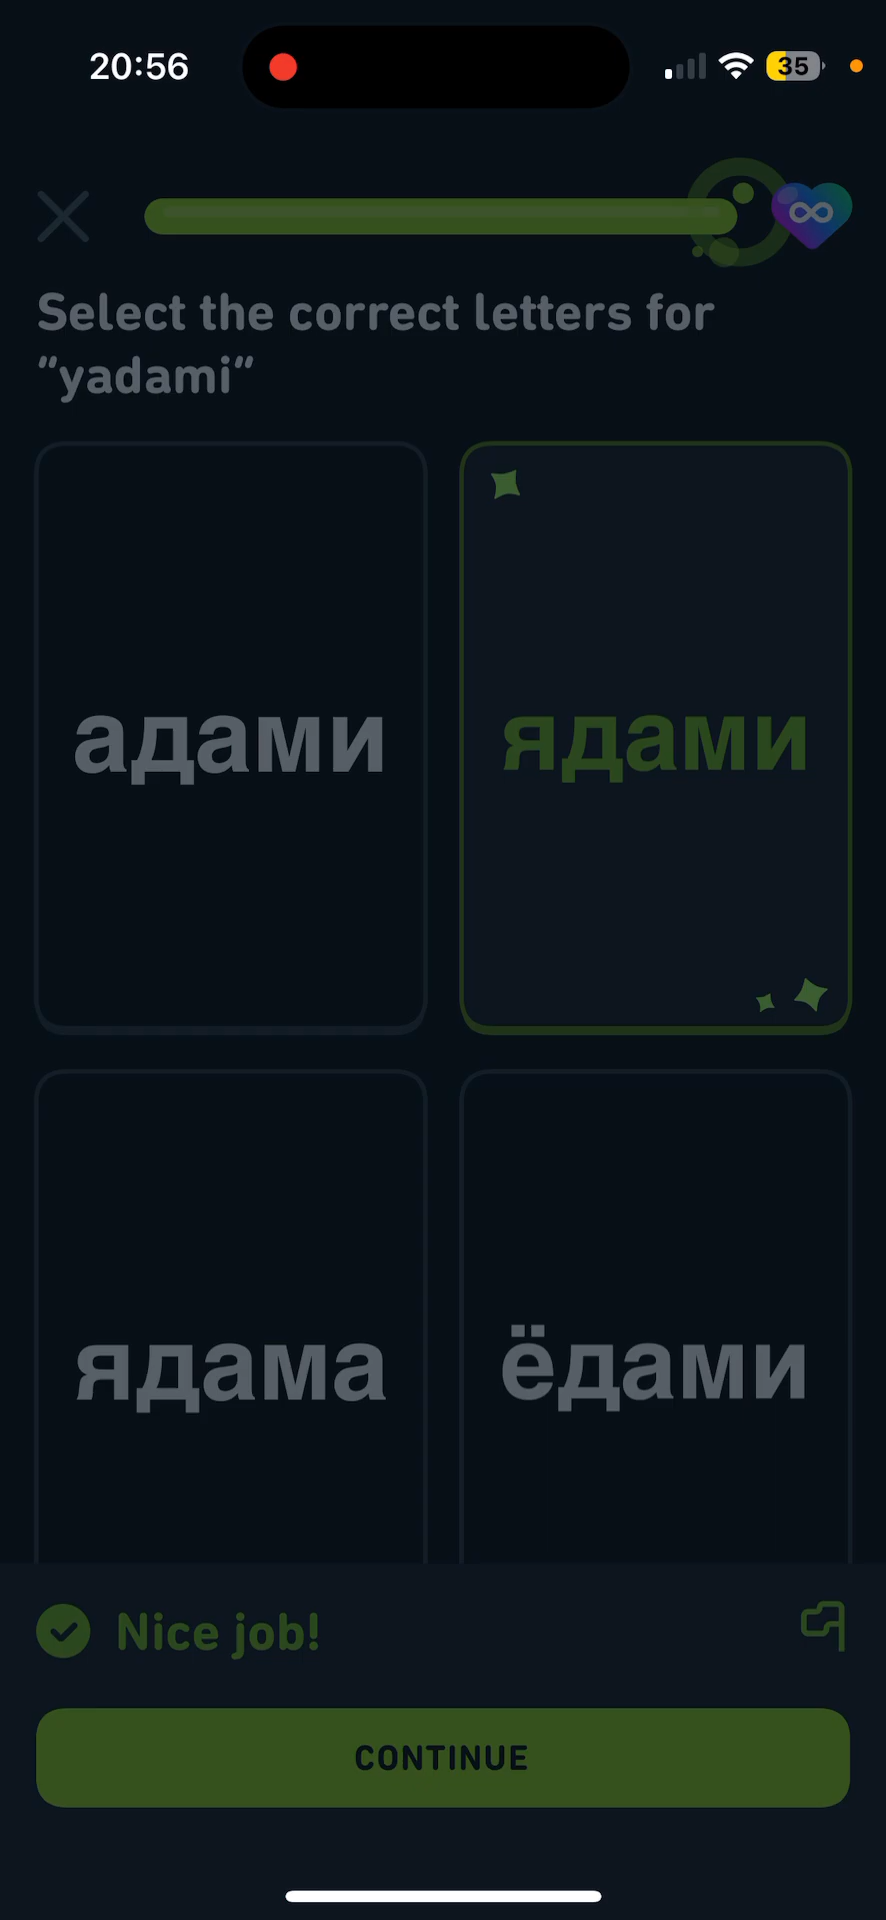 20:56
35
Select the correct letters for
“yadami”
адами
ядами
ядама
ёдами
Nice job!
CONTINUE